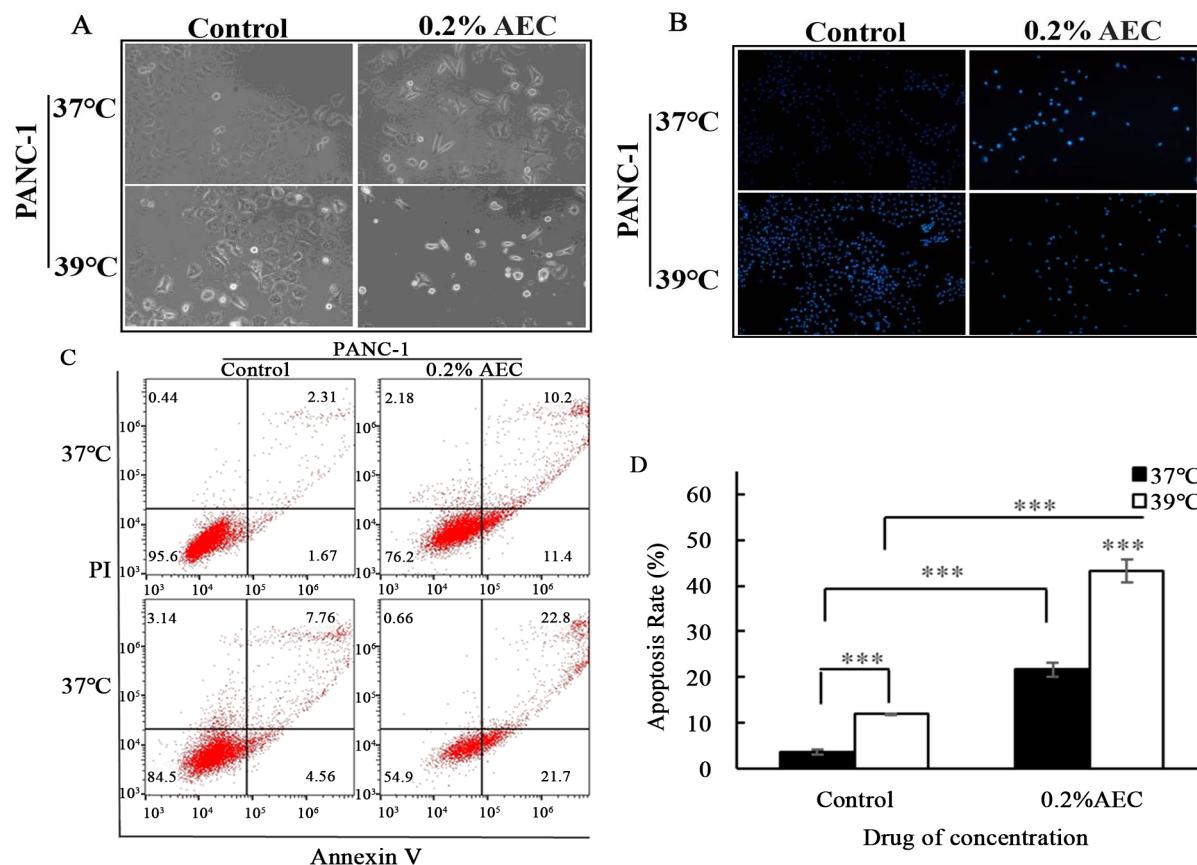 A
Control
0.2% AEC
PANC-1
37°C
39°C
B
Control
0.2% AEC
PANC-1
37°C
39°C
C
PANC-1
Control
0.2% AEC
37°C
0.44
2.31
95.6
1.67
10⁶
10⁵
10⁴
10³
10³
10⁴
10⁵
10⁶
2.18
10.2
76.2
11.4
10⁶
10⁵
10⁴
10³
10³
10⁴
10⁵
10⁶
PI
37°C
3.14
7.76
84.5
4.56
10⁶
10⁵
10⁴
10³
10³
10⁴
10⁵
10⁶
0.66
22.8
54.9
21.7
10⁶
10⁵
10⁴
10³
10³
10⁴
10⁵
10⁶
Annexin V
D
37°C
39°C
Apoptosis Rate (%)
60
50
40
30
20
10
0
***
***
***
***
Control
0.2%AEC
Drug of concentration